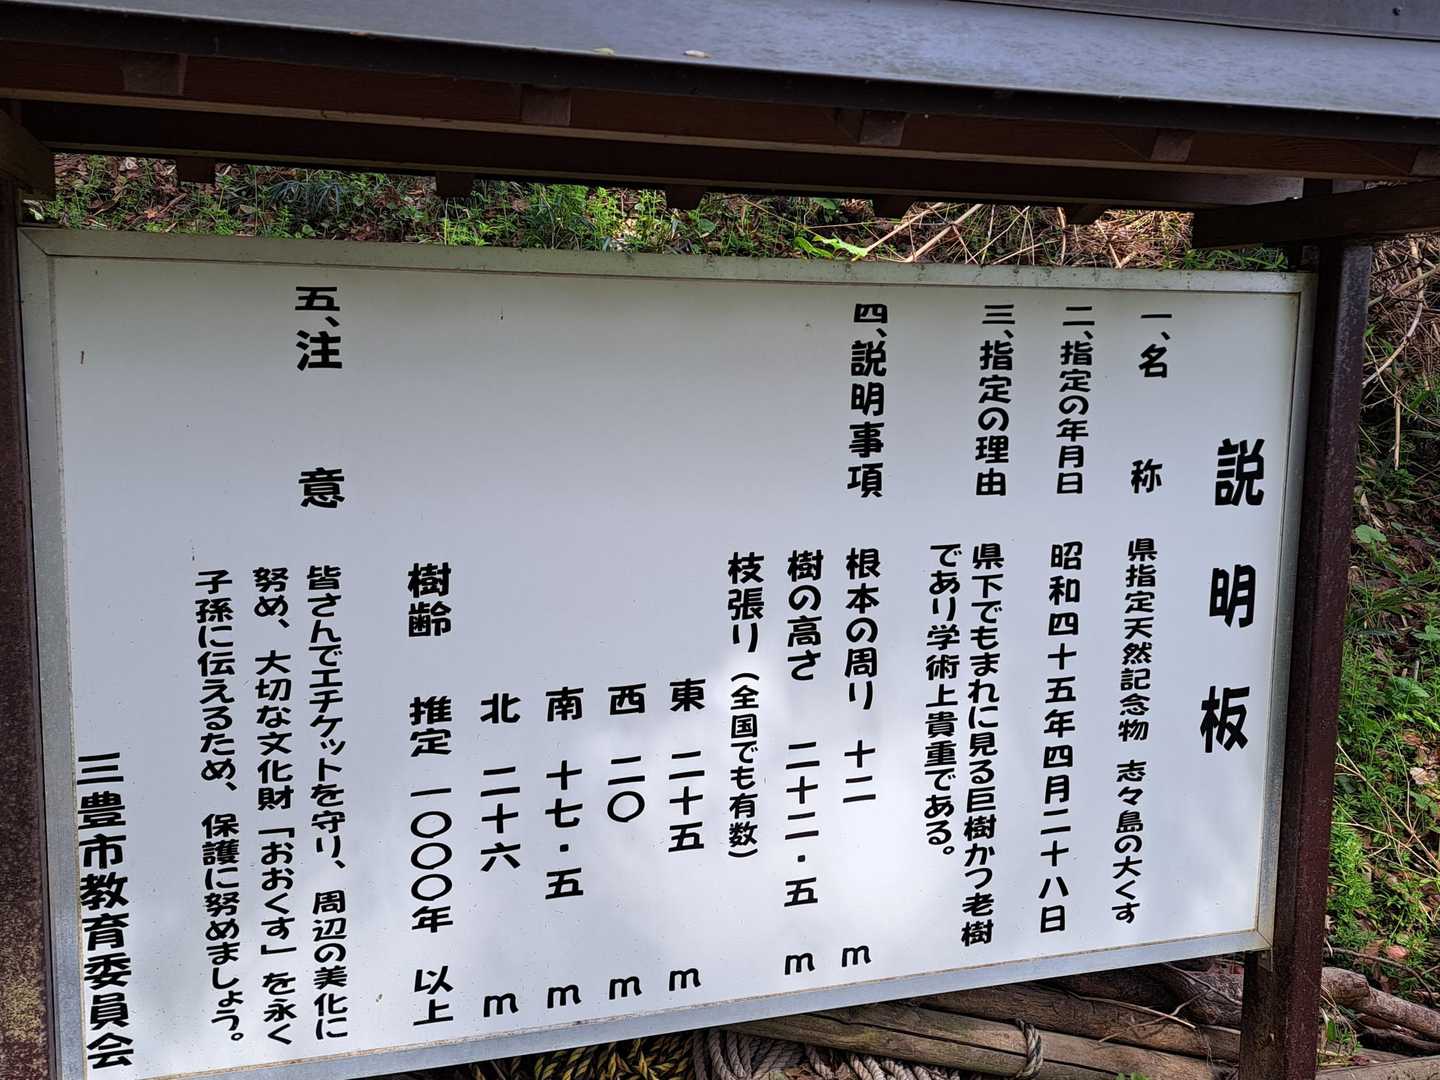 説明板
一、名称 県指定天然記念物 志々島の大くす
二、指定の年月日 昭和四十五年四月二十八日
三、指定の理由 県下でもまれに見る巨樹かつ老樹
であり学術上貴重である。
四、説明事項 根本の周り 十二 m
樹の高さ 二十二・五 m
枝張り(全国でも有数)
東 二十五 m
西 二〇 m
南 十七・五 m
北 二十六 m
樹齢 推定一〇〇〇年 以上
五、注意 皆さんでエチケットを守り、周辺の美化に
努め、大切な文化財「おおくす」を永く
子孫に伝えるため、保護に努めましょう。
三豊市教育委員会